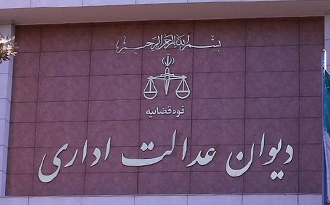 بسم الله الرحمن الرحیم
قوه قضاییه
دیوان عدالت اداری